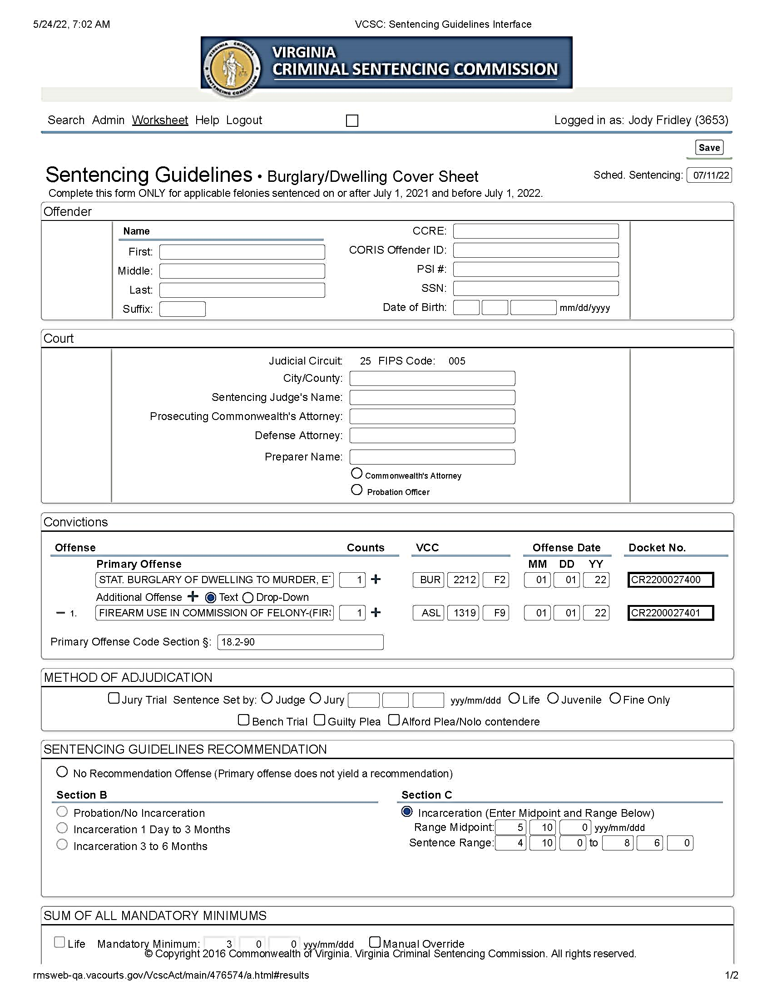 5/24/22, 7:02 AM VCSC: Sentencing Guidelines Interface
VIRGINIA CRIMINAL SENTENCING COMMISSION
VIRGINIA
CRIMINAL SENTENCING COMMISSION
Search Admin Worksheet Help Logout Logged in as: Jody Fridley (3653)
Save
Sentencing Guidelines • Burglary/Dwelling Cover Sheet Sched. Sentencing: 07/11/22
Complete this form ONLY for applicable felonies sentenced on or after July 1, 2021 and before July 1, 2022.
Offender
Name CCRE:
First: CORIS Offender ID:
Middle: PSI #:
Last: SSN:
Suffix: Date of Birth: mm/dd/yyyy
Court
Judicial Circuit: 25 FIPS Code: 005
City/County:
Sentencing Judge's Name:
Prosecuting Commonwealth's Attorney:
Defense Attorney:
Preparer Name:
Commonwealth's Attorney
Probation Officer
Convictions
Offense Counts VCC Offense Date Docket No.
Primary Offense MM DD YY
STAT. BURGLARY OF DWELLING TO MURDER, ET 1 + BUR 2212 F2 01 01 22 CR2200027400
Additional Offense + Text Drop-Down
− 1. FIREARM USE IN COMMISSION OF FELONY-(FIRS 1 + ASL 1319 F9 01 01 22 CR2200027401
Primary Offense Code Section §: 18.2-90
METHOD OF ADJUDICATION
Jury Trial Sentence Set by: Judge Jury yyy/mm/ddd Life Juvenile Fine Only
Bench Trial Guilty Plea Alford Plea/Nolo contendere
SENTENCING GUIDELINES RECOMMENDATION
No Recommendation Offense (Primary offense does not yield a recommendation)
Section B Section C
Probation/No Incarceration Incarceration (Enter Midpoint and Range Below)
Incarceration 1 Day to 3 Months Range Midpoint: 5 10 0 yyy/mm/ddd
Incarceration 3 to 6 Months Sentence Range: 4 10 0 to 8 6 0
SUM OF ALL MANDATORY MINIMUMS
Life Mandatory Minimum: 3 0 0 yyy/mm/ddd Manual Override
© Copyright 2016 Commonwealth of Virginia. Virginia Criminal Sentencing Commission. All rights reserved.
rmsweb-qa.vacourts.gov/VcscAct/main/476574/a.html#results 1/2